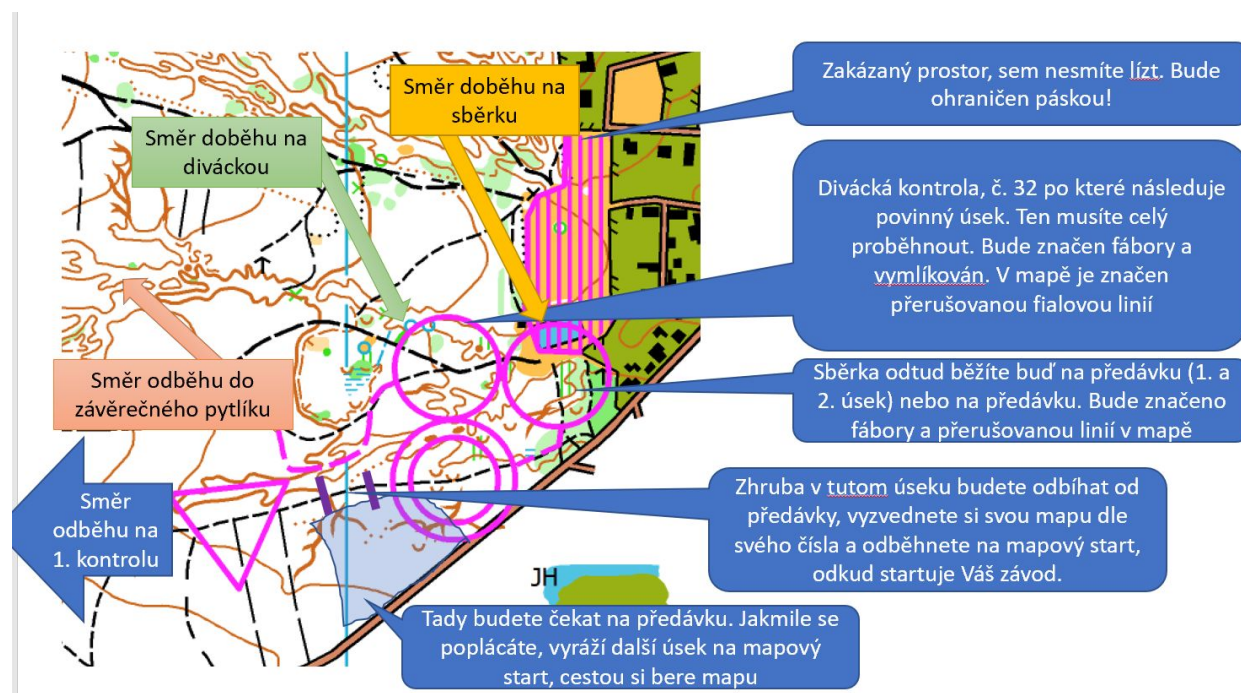 Zakázaný prostor, sem nesmíte lízt. Bude
ohraničen páskou!
Směr doběhu na
sběrku
Směr doběhu na
diváckou
Divácká kontrola, č. 32 po které následuje
povinný úsek. Ten musíte celý
proběhnout. Bude značen fábory a
vymlíkován. V mapě je značen
přerušovanou fialovou linií
Směr odběhu do
závěrečného pytlíku
Sběrka odtud běžíte buď na předávku (1. a
2. úsek) nebo na předávku. Bude značeno
fábory a přerušovanou linií v mapě
Směr
odběhu na
1. kontrolu
Zhruba v tutom úseku budete odbíhat od
předávky, vyzvednete si svou mapu dle
svého čísla a odběhnete na mapový start,
odkud startuje Váš závod.
JH
Tady budete čekat na předávku. Jakmile se
poplácáte, vyráží další úsek na mapový
start, cestou si bere mapu